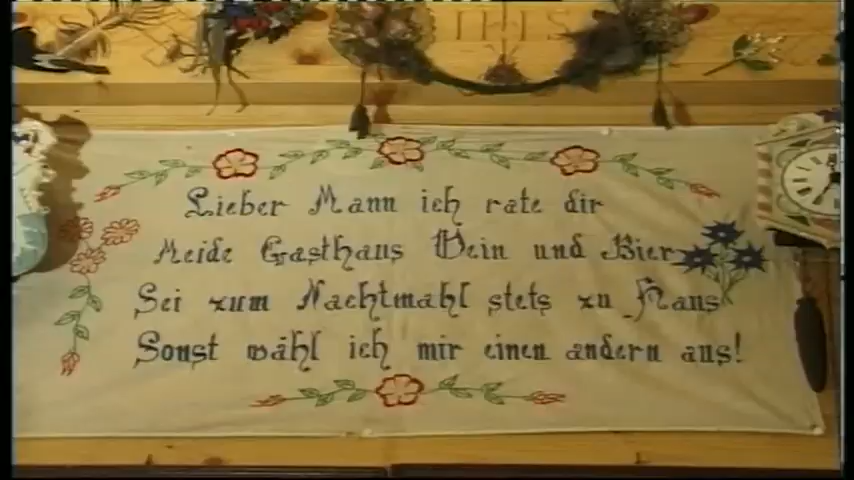 Lieber Mann ich rate dir
Meide Gasthaus Wein und Bier
Sei zum Nachtmahl stets zu Haus
Sonst wähl ich mir einen andern aus!